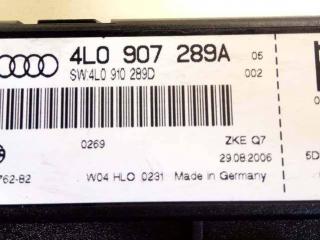 4L0 907 289A 05
SW:4L0 910 289D 002
0269 ZKE Q7
29.08.2006 5D
762-B2
W04 HLO 0231 Made in Germany